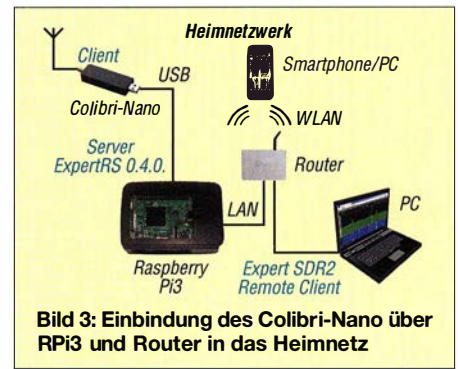 Heimnetzwerk
Client
USB
Smartphone/PC
Colibri-Nano
WLAN
Server
ExpertRS 0.4.0.
Router
LAN
PC
Raspberry
Pi3
Expert SDR2
Remote Client
Bild 3: Einbindung des Colibri-Nano über
RPi3 und Router in das Heimnetz